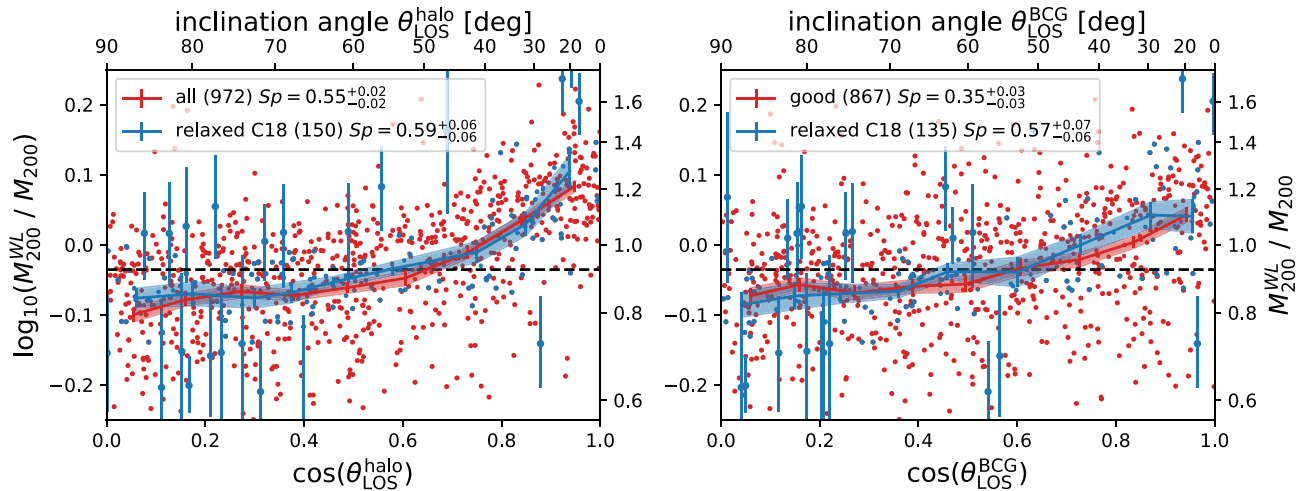 inclination angle θ_LOS^halo [deg]
90 80 70 60 50 40 30 20 0
all (972) Sp = 0.55^{+0.02}_{−0.02}
relaxed C18 (150) Sp = 0.59^{+0.06}_{−0.06}
log₁₀(M_200^WL / M_200)
0.2
0.1
0.0
−0.1
−0.2
1.6
1.4
1.2
1.0
0.8
0.6
0.0 0.2 0.4 0.6 0.8 1.0
cos(θ_LOS^halo)
inclination angle θ_LOS^BCG [deg]
90 80 70 60 50 40 30 20 0
good (867) Sp = 0.35^{+0.03}_{−0.03}
relaxed C18 (135) Sp = 0.57^{+0.07}_{−0.06}
0.2
0.1
0.0
−0.1
−0.2
1.6
1.4
1.2
1.0
0.8
0.6
M_200^WL / M_200
0.0 0.2 0.4 0.6 0.8 1.0
cos(θ_LOS^BCG)